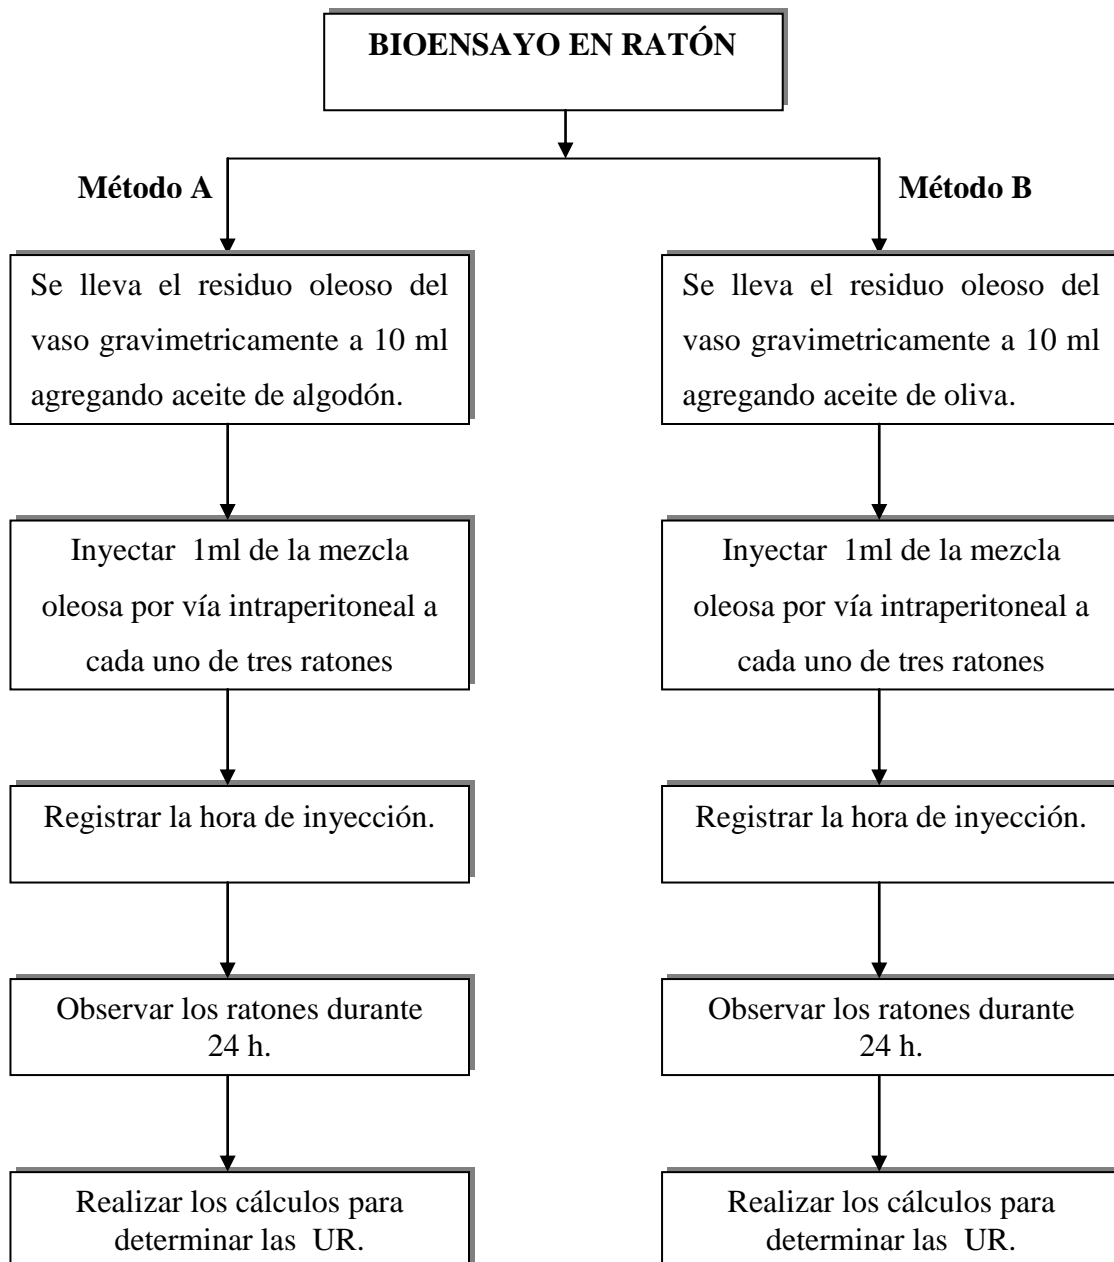 BIOENSAYO EN RATÓN
Método A
Se lleva el residuo oleoso del
vaso gravimetricamente a 10 ml
agregando aceite de algodón.
Inyectar 1ml de la mezcla
oleosa por vía intraperitoneal a
cada uno de tres ratones
Registrar la hora de inyección.
Observar los ratones durante
24 h.
Realizar los cálculos para
determinar las UR.
Método B
Se lleva el residuo oleoso del
vaso gravimetricamente a 10 ml
agregando aceite de oliva.
Inyectar 1ml de la mezcla
oleosa por vía intraperitoneal a
cada uno de tres ratones
Registrar la hora de inyección.
Observar los ratones durante
24 h.
Realizar los cálculos para
determinar las UR.